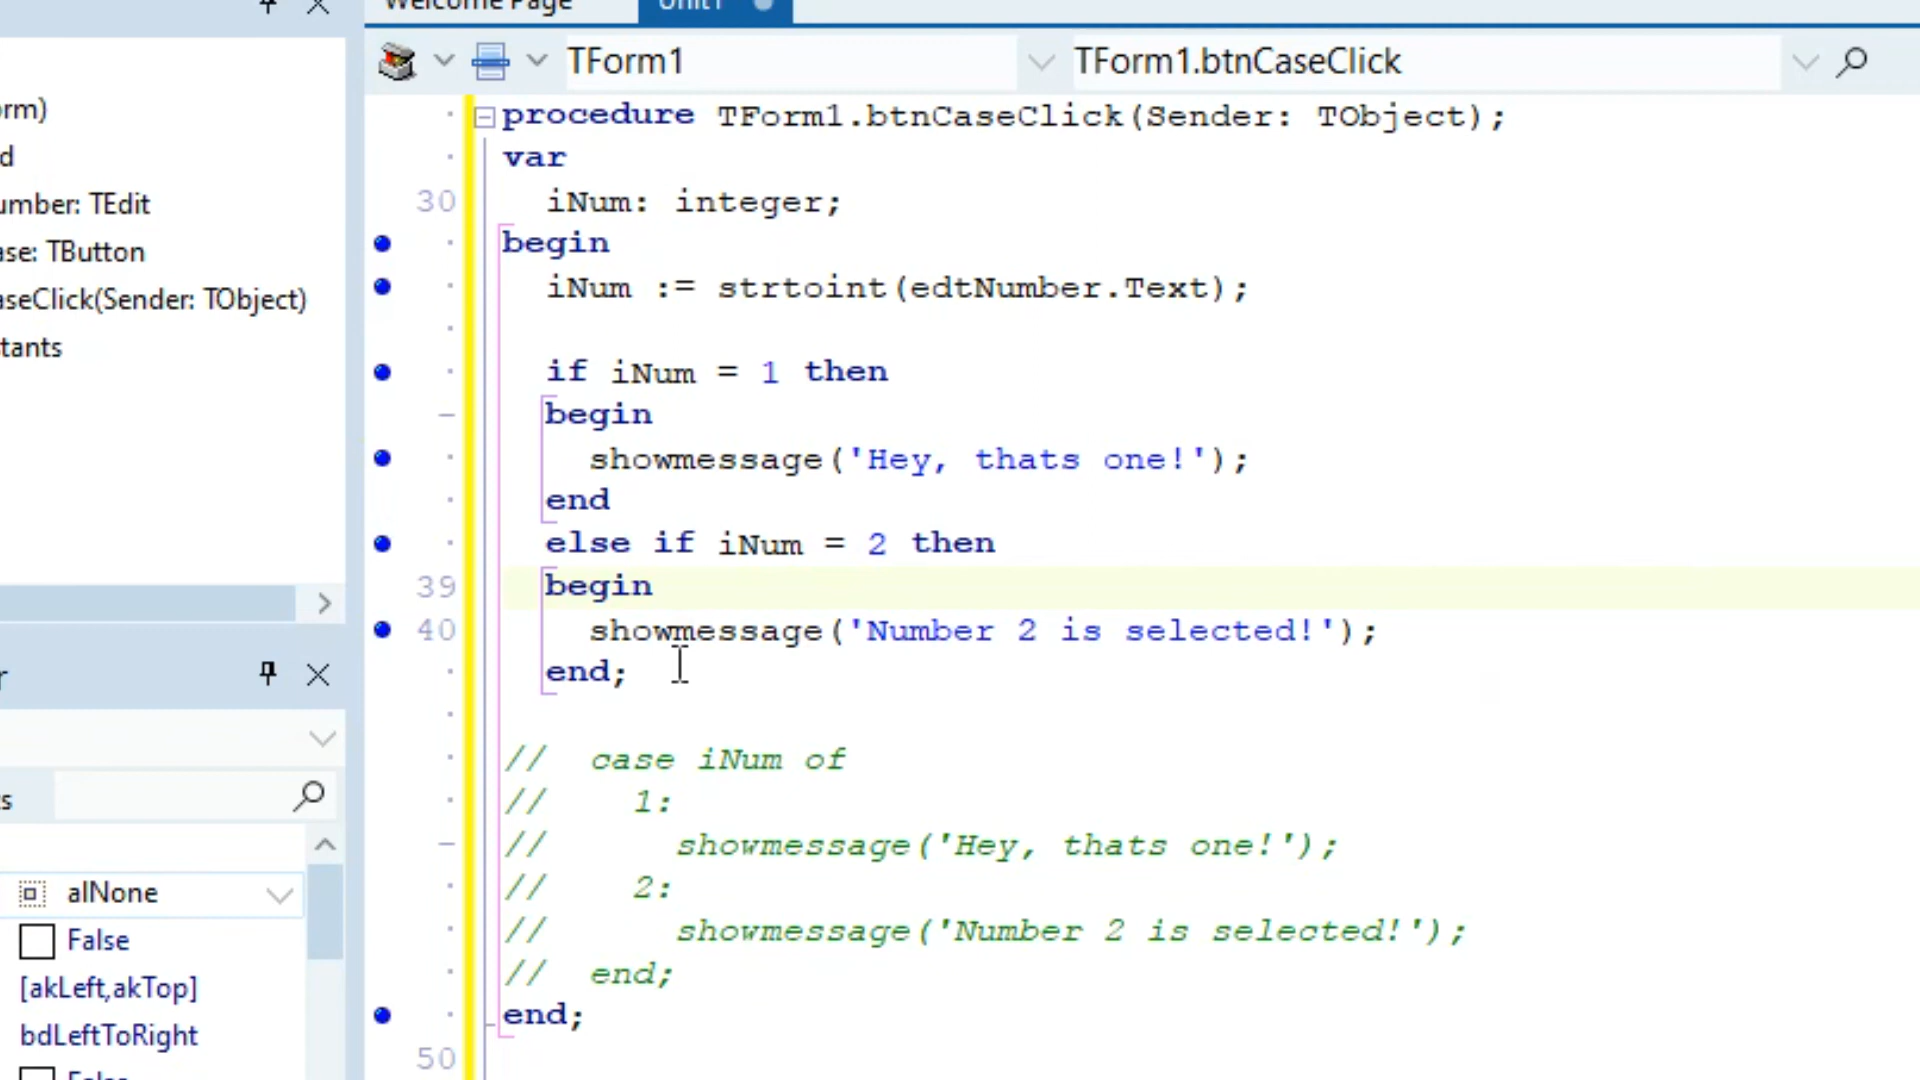 Welcome Page
Unit1
TForm1
TForm1.btnCaseClick
rm)
d
umber: TEdit
ase: TButton
aseClick(Sender: TObject)
tants
r
s
alNone
False
[akLeft,akTop]
bdLeftToRight
False
procedure TForm1.btnCaseClick(Sender: TObject);
var
30 iNum: integer;
begin
iNum := strtoint(edtNumber.Text);
if iNum = 1 then
begin
showmessage('Hey, thats one!');
end
else if iNum = 2 then
39 begin
40 showmessage('Number 2 is selected!');
end;
// case iNum of
// 1:
// showmessage('Hey, thats one!');
// 2:
// showmessage('Number 2 is selected!');
// end;
end;
50